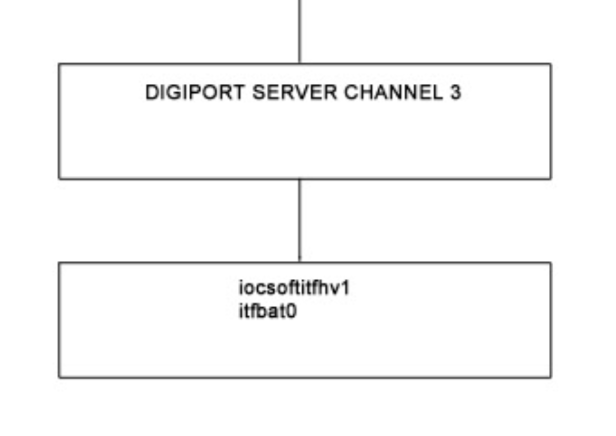 DIGIPORT SERVER CHANNEL 3
iocsoftitfhv1
itfbat0